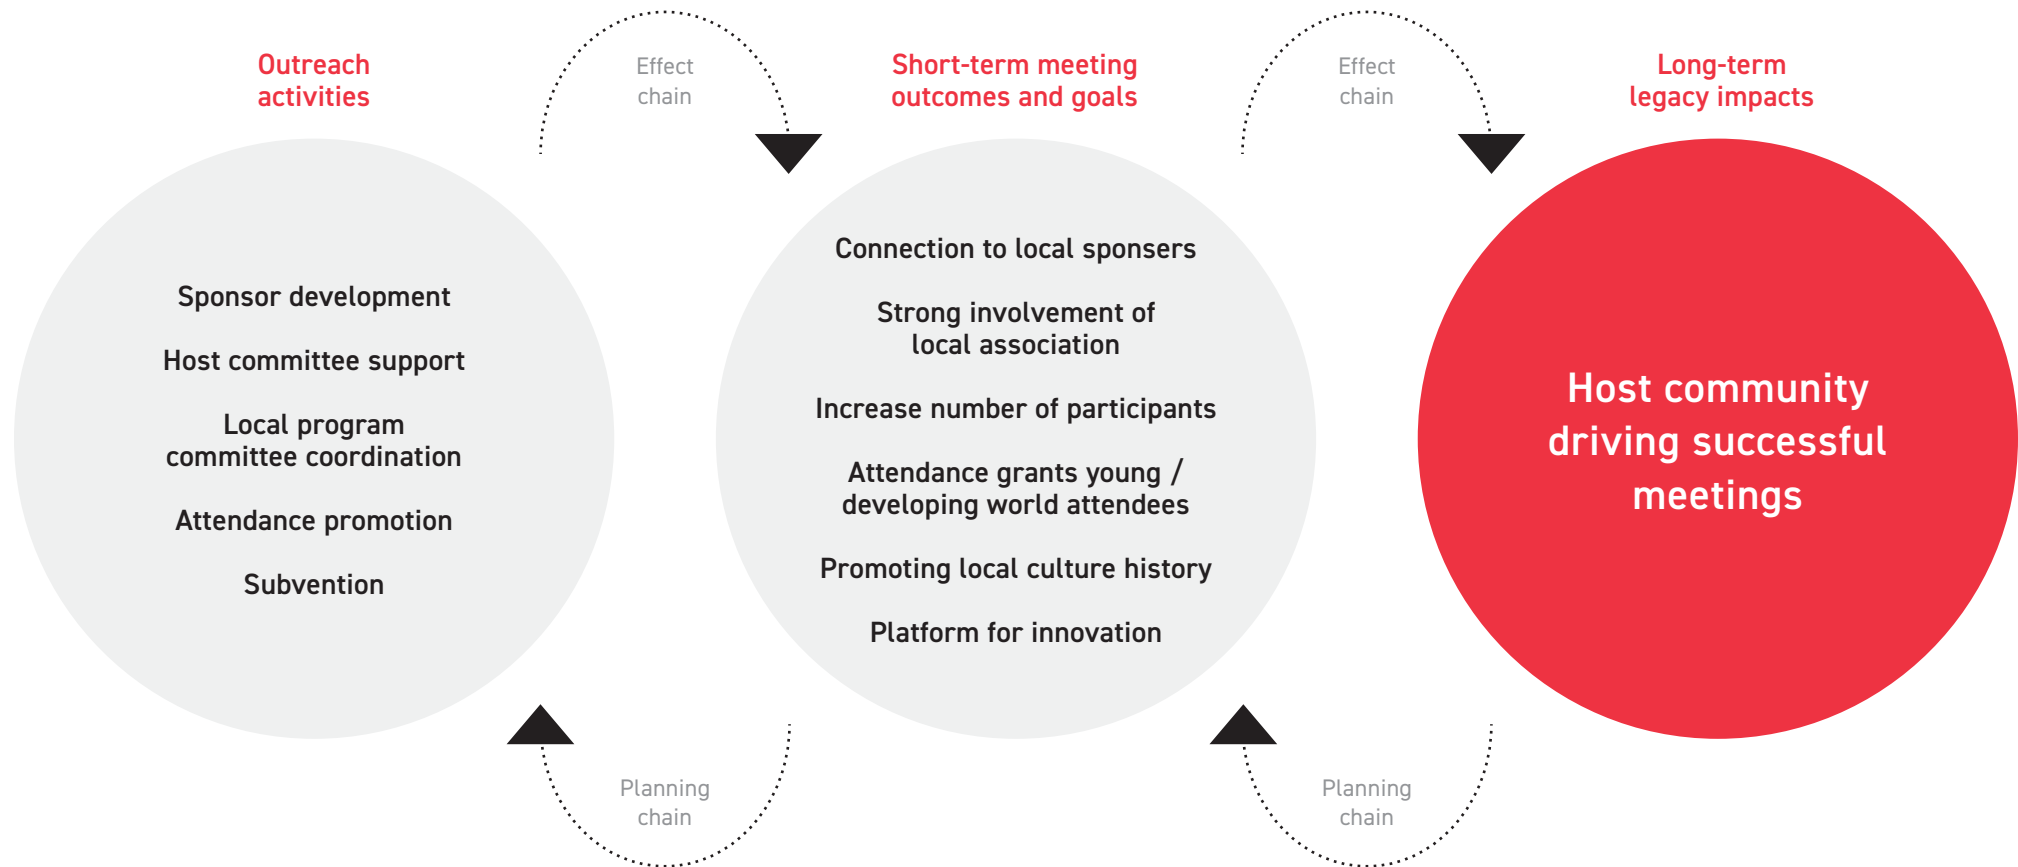 Outreach
activities
Effect
chain
Short-term meeting
outcomes and goals
Effect
chain
Long-term
legacy impacts
Sponsor development
Host committee support
Local program
committee coordination
Attendance promotion
Subvention
Connection to local sponsers
Strong involvement of
local association
Increase number of participants
Attendance grants young /
developing world attendees
Promoting local culture history
Platform for innovation
Host community
driving successful
meetings
Planning
chain
Planning
chain